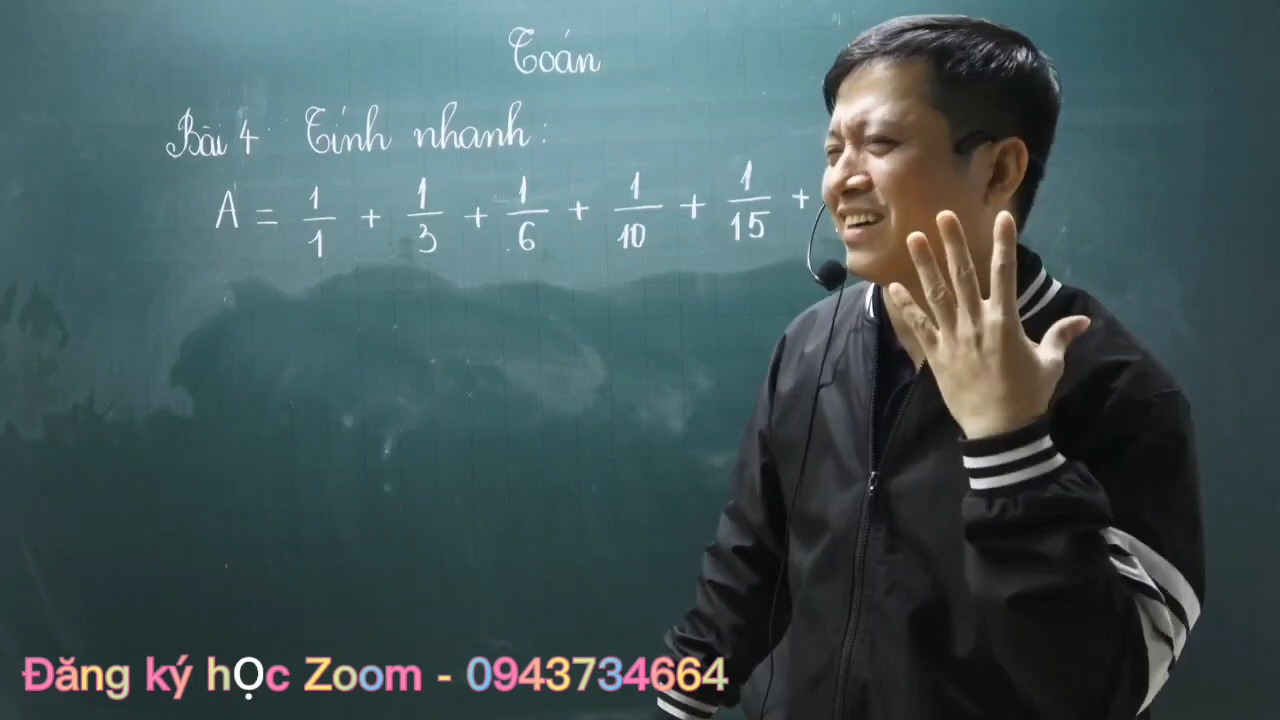 Toán
Bài 4 Tính nhanh:
A = 1/1 + 1/3 + 1/6 + 1/10 + 1/15 +
Đăng ký học Zoom - 0943734664